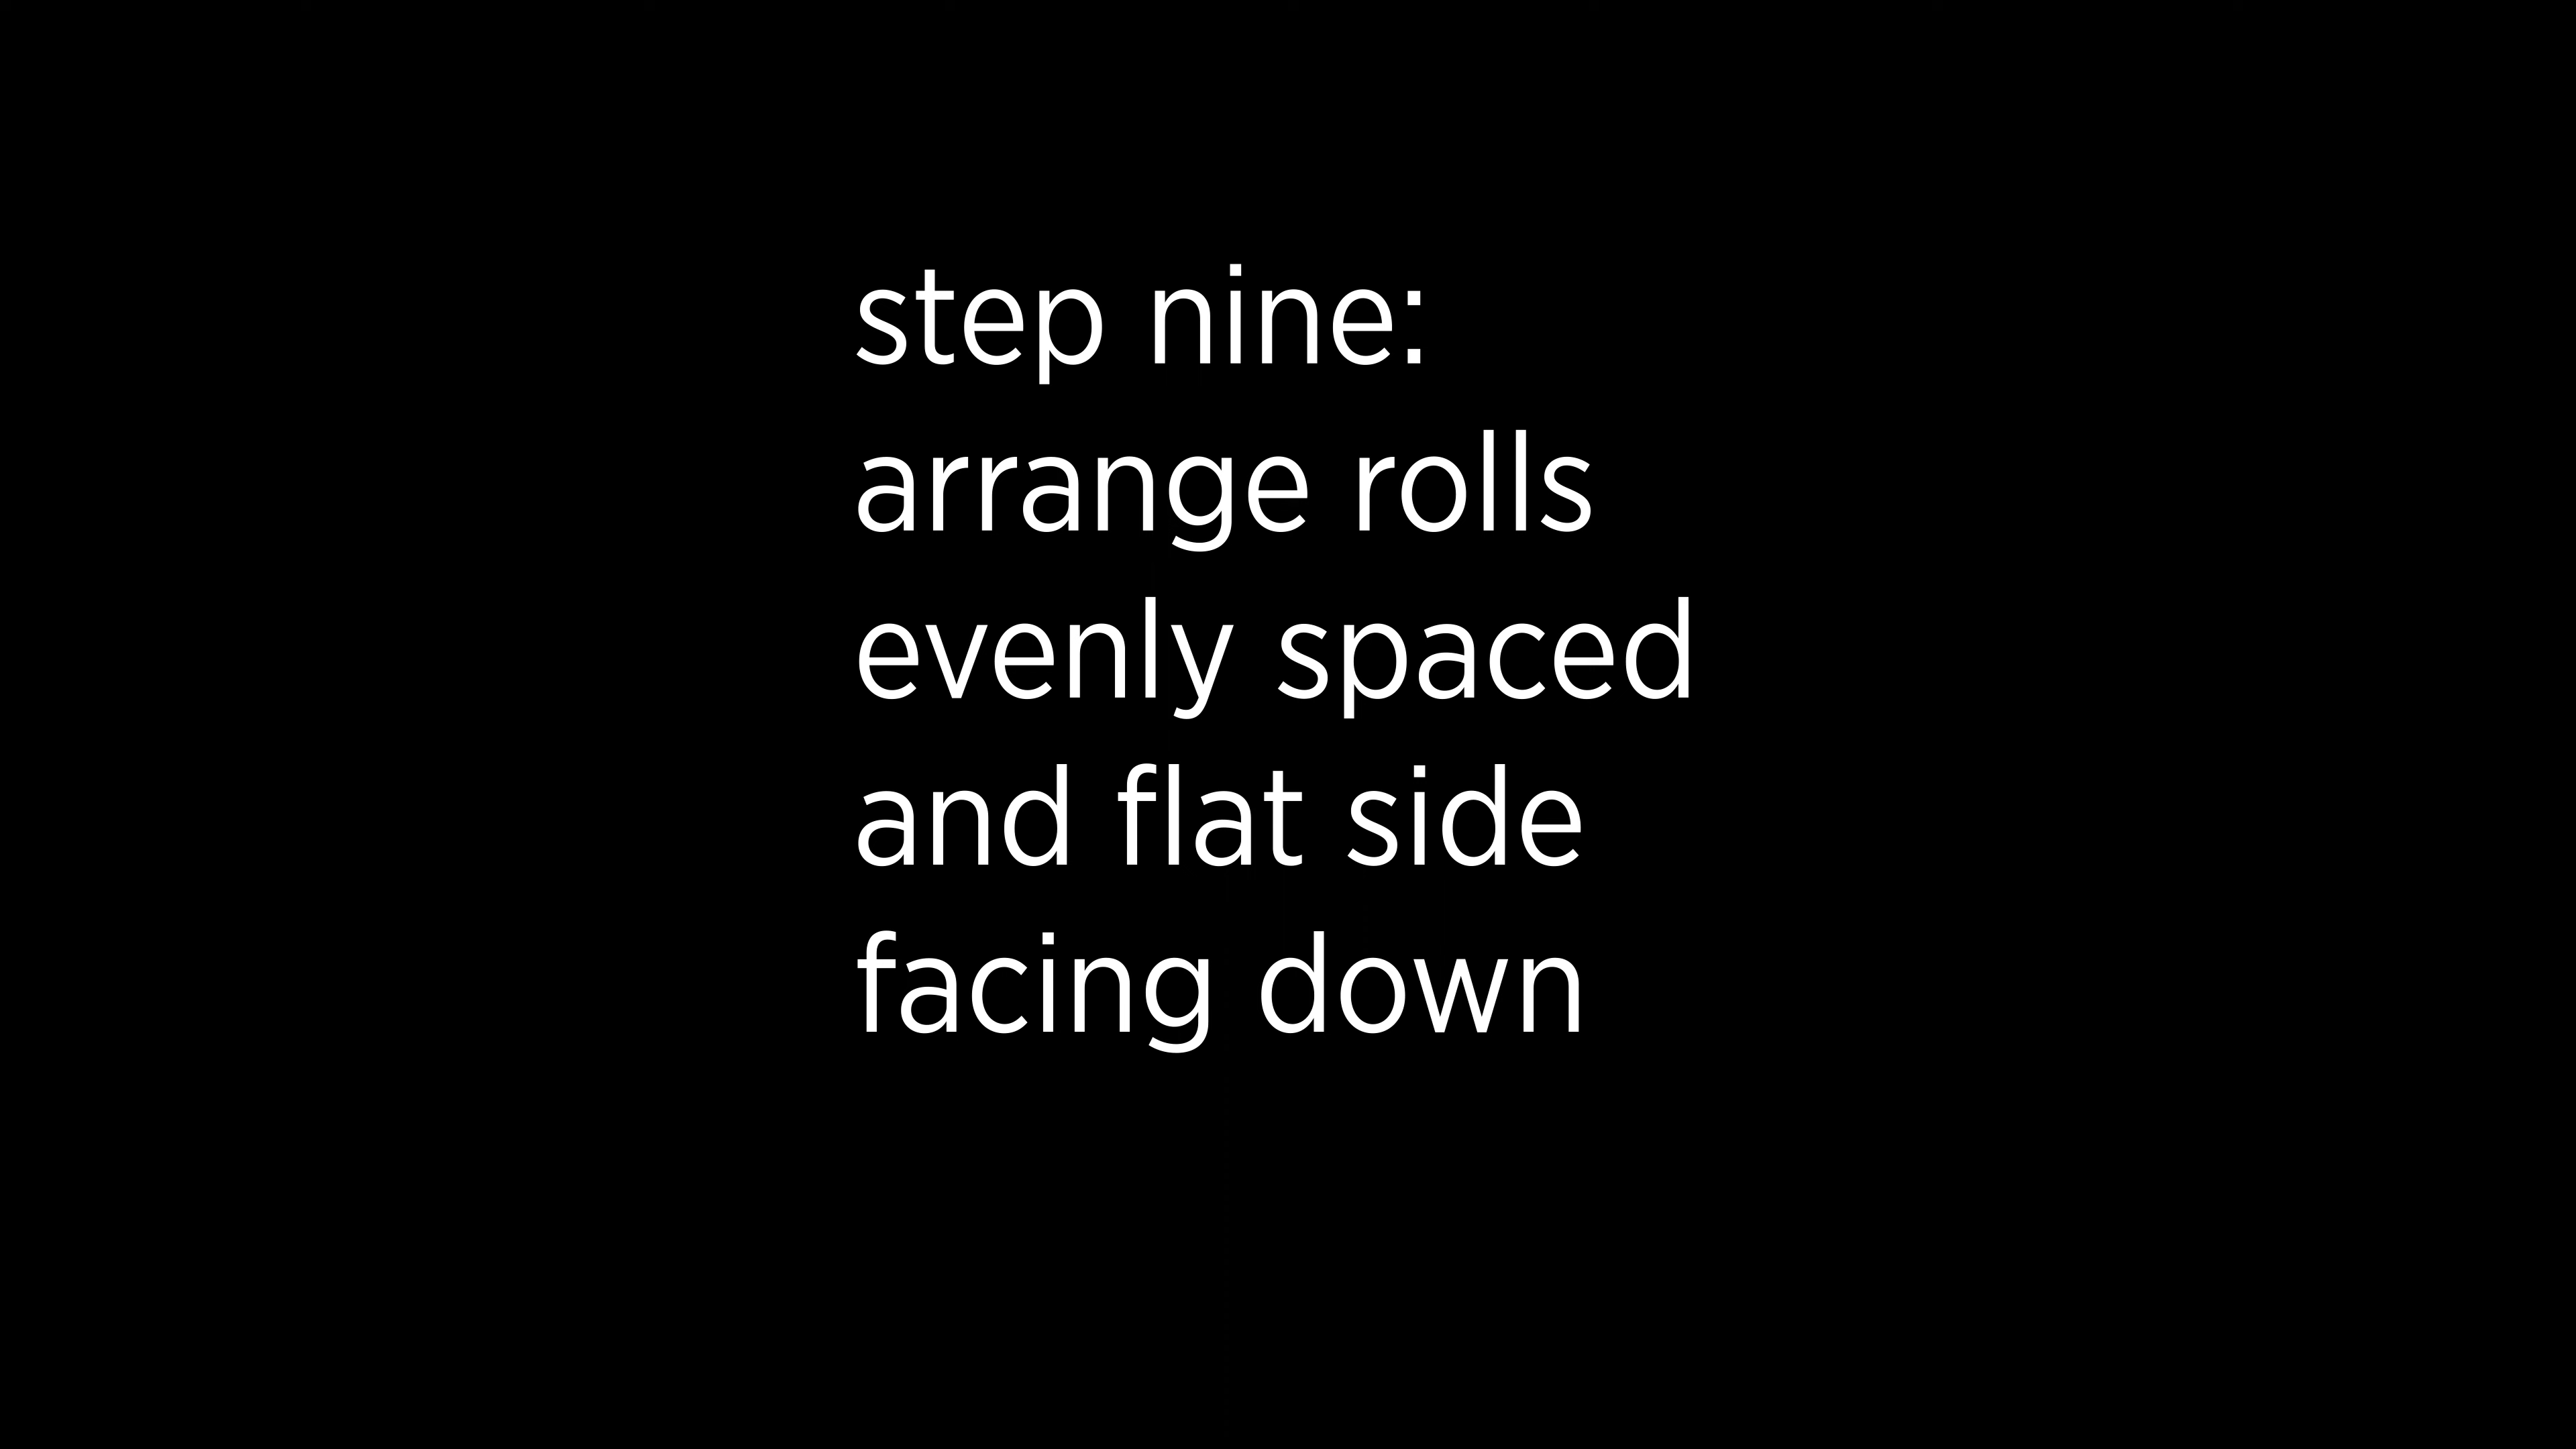 step nine:
arrange rolls
evenly spaced
and flat side
facing down